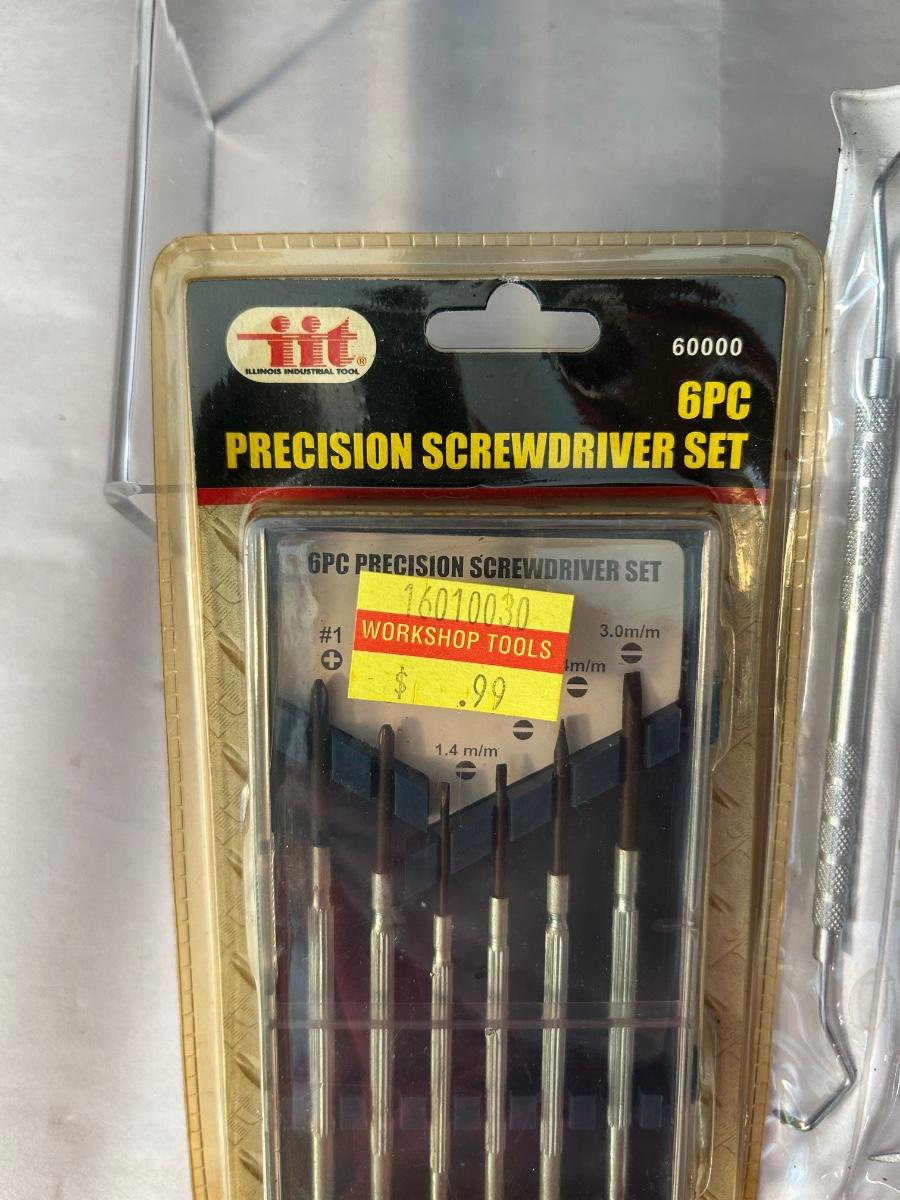 iit®
ILLINOIS INDUSTRIAL TOOL
60000
6PC
PRECISION SCREWDRIVER SET
6PC PRECISION SCREWDRIVER SET
16010030
WORKSHOP TOOLS
$ .99
#1
3.0m/m
4m/m
1.4 m/m